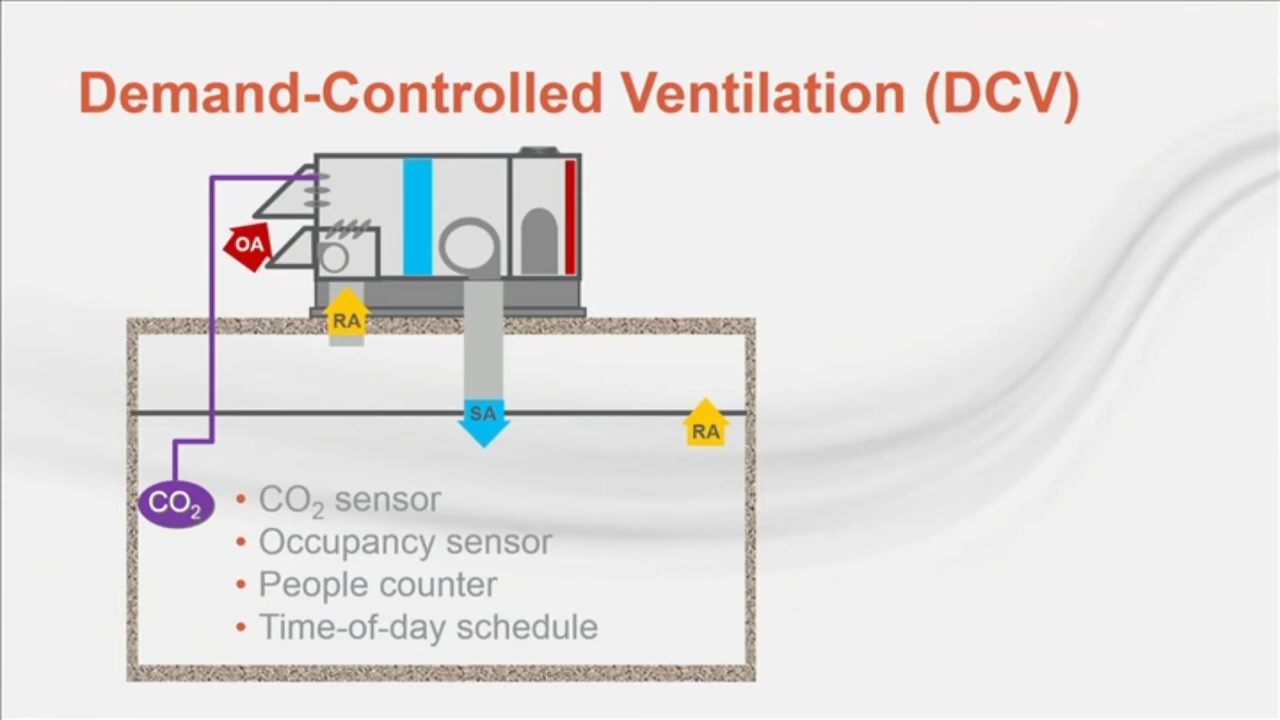 Demand-Controlled Ventilation (DCV)
OA
RA
SA
RA
CO₂
• CO₂ sensor
• Occupancy sensor
• People counter
• Time-of-day schedule